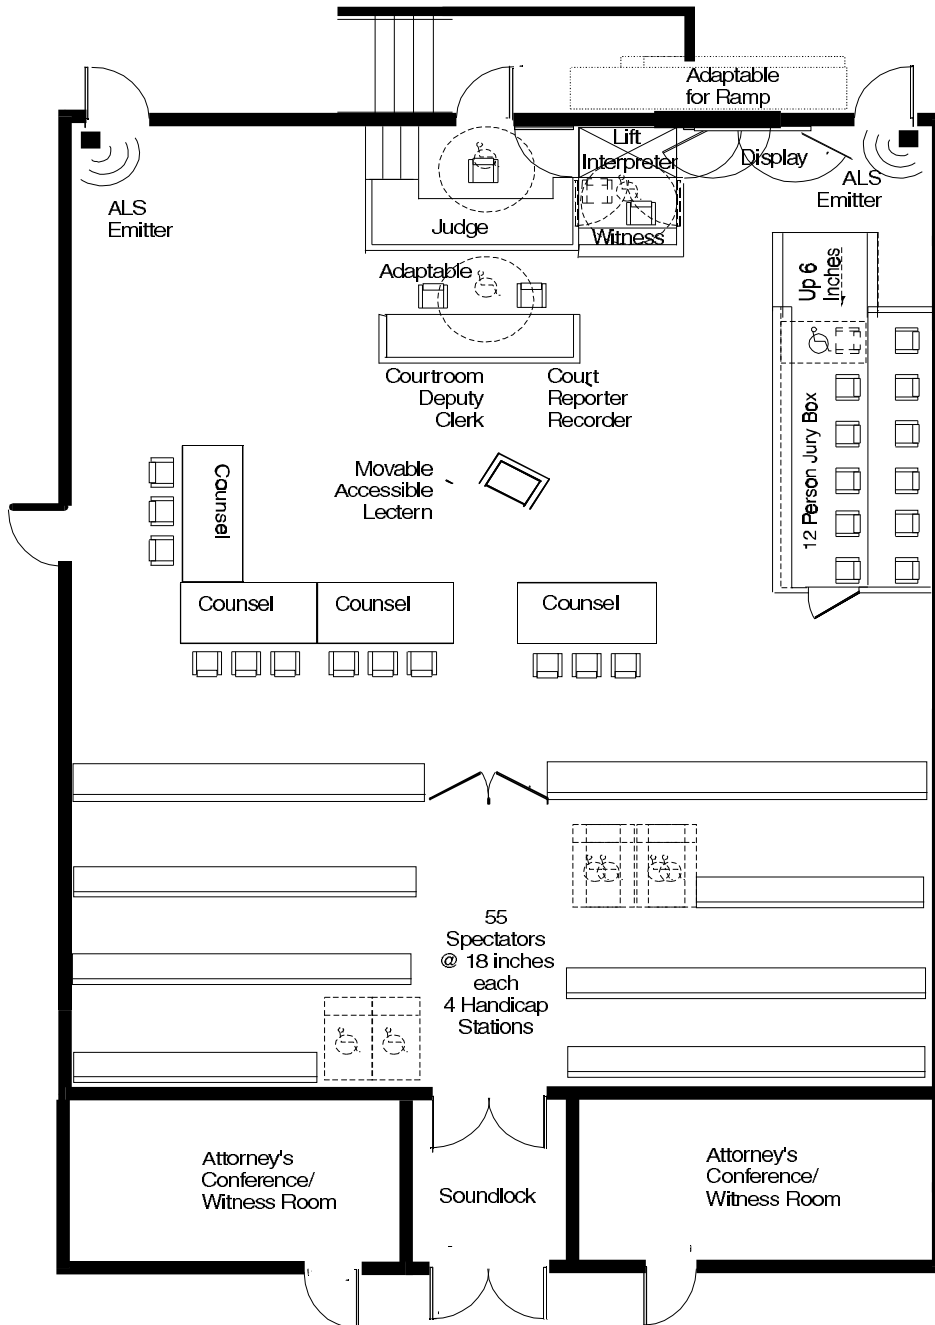 Adaptable
for Ramp
Lift
Interpreter
Display
ALS
Emitter
ALS
Emitter
Judge
Witness
Adaptable
Up 6
Inches
Courtroom
Deputy
Clerk
Court
Reporter
Recorder
12 Person Jury Box
Movable
Accessible
Lectern
Counsel
Counsel
Counsel
Counsel
55
Spectators
@ 18 inches
each
4 Handicap
Stations
Attorney's
Conference/
Witness Room
Soundlock
Attorney's
Conference/
Witness Room